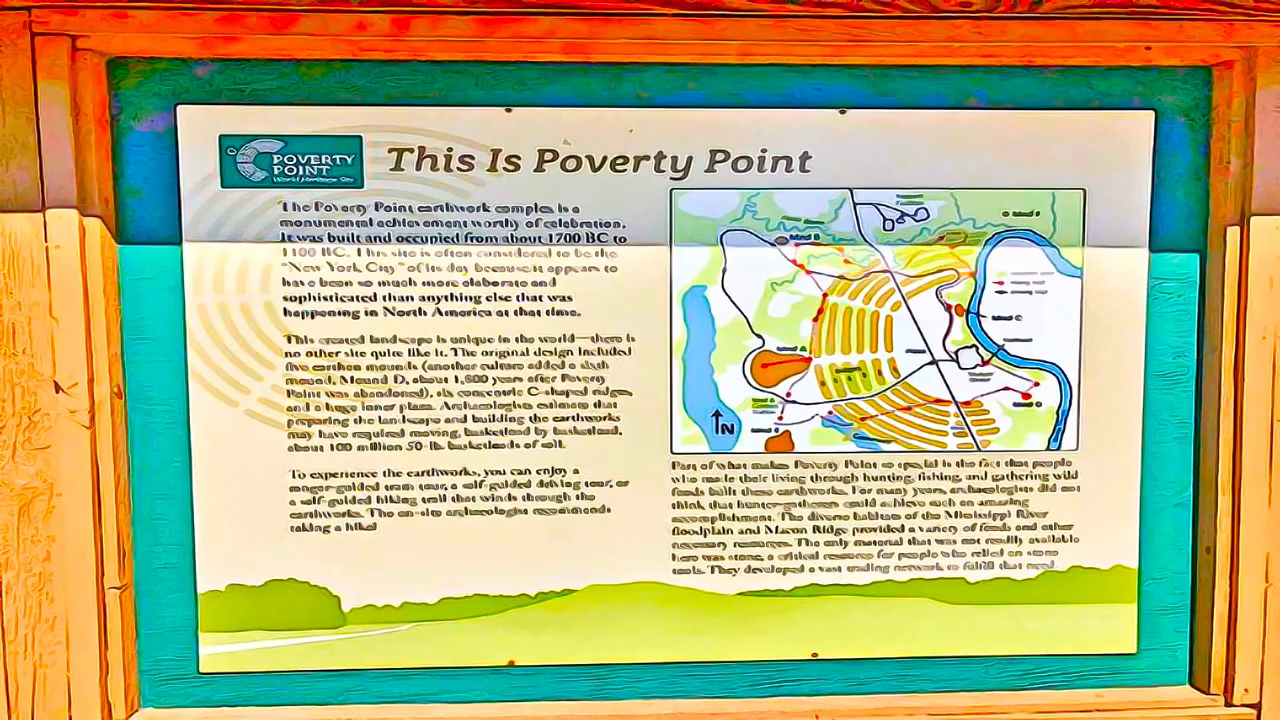 POVERTY
POINT
World Heritage Site
This Is Poverty Point
The Poverty Point earthwork complex is a
monumental achievement worthy of celebration.
It was built and occupied from about 1700 BC to
1100 BC. This site is often considered to be the
"New York City" of its day because it appears to
have been so much more elaborate and
sophisticated than anything else that was
happening in North America at that time.
This created landscape is unique in the world—there is
no other site quite like it. The original design included
five earthen mounds (another culture added a sixth
mound, Mound D, about 1,800 years after Poverty
Point was abandoned), six concentric C-shaped ridges
and a huge inner plaza. Archaeologists estimate that
preparing the landscape and building the earthworks
may have required moving, basketload by basketload,
about 100 million 50-lb. basketloads of soil.
To experience the earthworks, you can enjoy a
ranger-guided tram tour, a self-guided driving tour, or
a self-guided hiking trail that winds through the
earthworks. The on-site archaeologist recommends
taking a hike!
N
Part of what makes Poverty Point so special is the fact that people
who made their living through hunting, fishing, and gathering wild
foods built these earthworks. For many years, archaeologists did not
think that hunter-gatherers could achieve such an amazing
accomplishment. The diverse habitats of the Mississippi River
floodplain and Macon Ridge provided a variety of foods and other
necessary resources. The only material that was not readily available
here was stone, a critical resource for people who relied on stone
tools. They developed a vast trading network to fulfill that need.